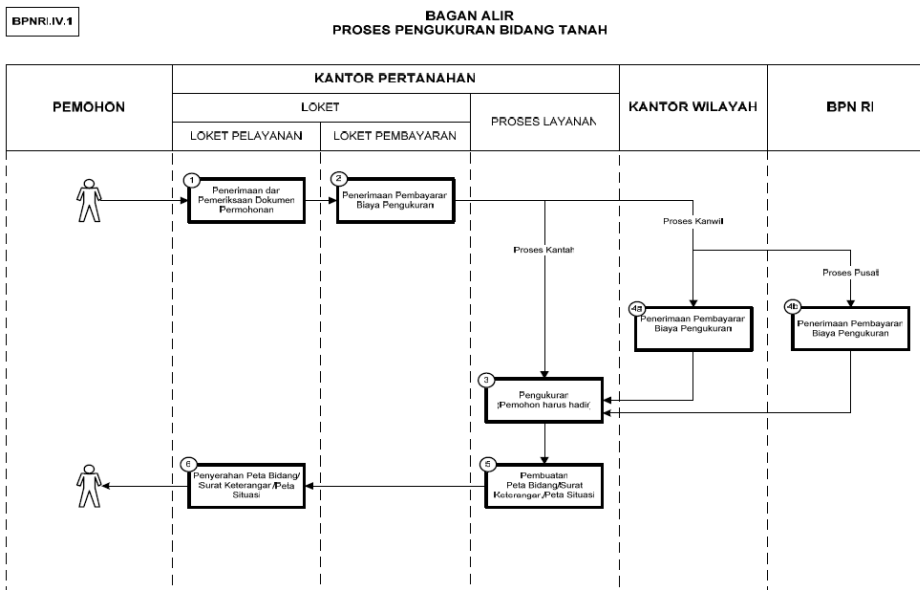 BPNRI.IV.1
BAGAN ALIR
PROSES PENGUKURAN BIDANG TANAH
PEMOHON
KANTOR PERTANAHAN
LOKET
LOKET PELAYANAN
LOKET PEMBAYARAN
PROSES LAYANAN
KANTOR WILAYAH
BPN RI
1
Penerimaan dar
Pemeriksaan Dokumen
Permohonan
2
Penerimaan Pembayaran
Biaya Pengukuran
Proses Kantah
Proses Kanwil
Proses Pusat
4a
Penerimaan Pembayaran
Biaya Pengukuran
4b
Penerimaan Pembayaran
Biaya Pengukuran
3
Pengukuran
(Pemohon harus hadir)
6
Penyerahan Peta Bidang/
Surat Keterangan/Peta
Situasi
5
Pembuatan
Peta Bidang/Surat
Keterangan/Peta Situasi